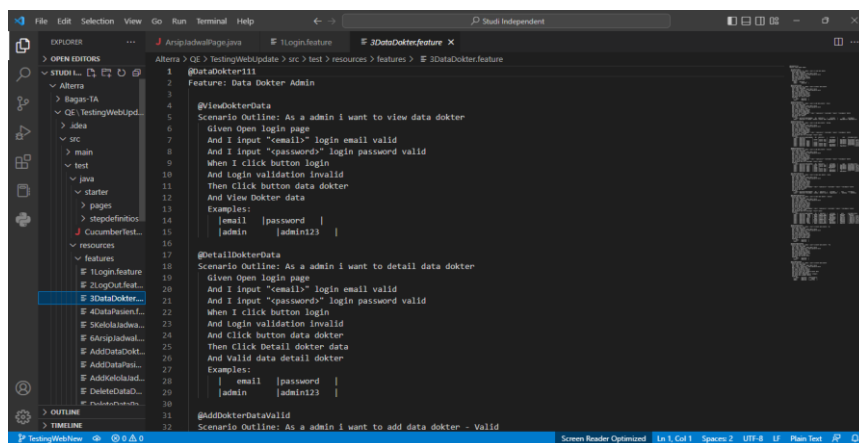 File Edit Selection View Go Run Terminal Help
Studi Independent
EXPLORER
ArsipJadwalPage.java
1Login.feature
3DataDokter.feature
OPEN EDITORS
STUDI I...
Alterra
Bagas-TA
QE\TestingWebUpd...
.idea
src
main
test
java
starter
pages
stepdefinitios
CucumberTest...
resources
features
1Login.feature
2LogOut.feat...
3DataDokter....
4DataPasien.f...
5KelolaJadwa...
6ArsipJadwal....
AddDataDokt...
AddDataPasi...
AddKelolaJad...
DeleteDataD...
OUTLINE
TIMELINE
Alterra > QE > TestingWebUpdate > src > test > resources > features > 3DataDokter.feature
1 @DataDokter111
2 Feature: Data Dokter Admin
3
4 @ViewDokterData
5 Scenario Outline: As a admin i want to view data dokter
6 Given Open login page
7 And I input "<email>" login email valid
8 And I input "<password>" login password valid
9 When I click button login
10 And Login validation invalid
11 Then Click button data dokter
12 And View Dokter data
13 Examples:
14 |email |password |
15 |admin |admin123 |
16
17 @DetailDokterData
18 Scenario Outline: As a admin i want to detail data dokter
19 Given Open login page
20 And I input "<email>" login email valid
21 And I input "<password>" login password valid
22 When I click button login
23 And Login validation invalid
24 And Click button data dokter
25 Then Click Detail dokter data
26 And Valid data detail dokter
27 Examples:
28 | email |password |
29 |admin |admin123 |
30
31 @AddDokterDataValid
32 Scenario Outline: As a admin i want to add data dokter - Valid
TestingWebNew 0 0 Screen Reader Optimized Ln 1, Col 1 Spaces: 2 UTF-8 LF Plain Text